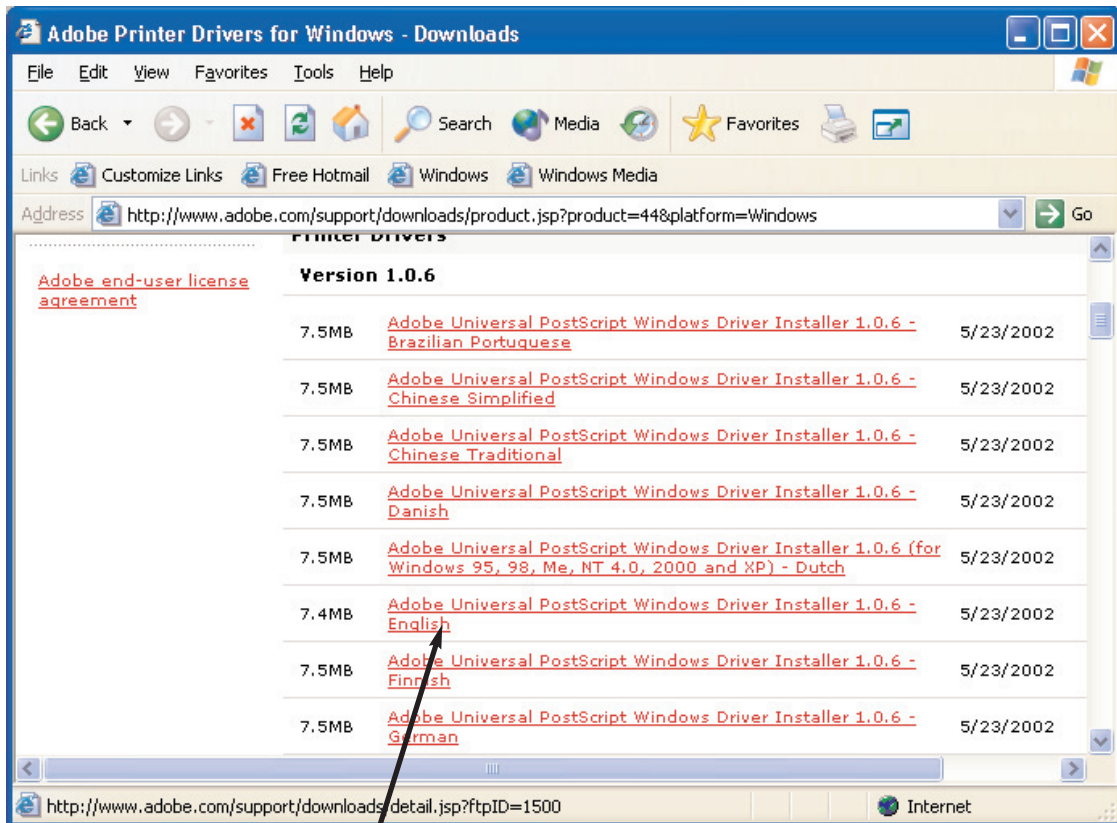 Adobe Printer Drivers for Windows - Downloads
File Edit View Favorites Tools Help
Back Search Media Favorites
Links Customize Links Free Hotmail Windows Windows Media
Address http://www.adobe.com/support/downloads/product.jsp?product=44&platform=Windows Go
Printer Drivers
Adobe end-user license
agreement
Version 1.0.6
7.5MB Adobe Universal PostScript Windows Driver Installer 1.0.6 - 5/23/2002
Brazilian Portuguese
7.5MB Adobe Universal PostScript Windows Driver Installer 1.0.6 - 5/23/2002
Chinese Simplified
7.5MB Adobe Universal PostScript Windows Driver Installer 1.0.6 - 5/23/2002
Chinese Traditional
7.5MB Adobe Universal PostScript Windows Driver Installer 1.0.6 - 5/23/2002
Danish
7.5MB Adobe Universal PostScript Windows Driver Installer 1.0.6 (for 5/23/2002
Windows 95, 98, Me, NT 4.0, 2000 and XP) - Dutch
7.4MB Adobe Universal PostScript Windows Driver Installer 1.0.6 - 5/23/2002
English
7.5MB Adobe Universal PostScript Windows Driver Installer 1.0.6 - 5/23/2002
Finnish
7.5MB Adobe Universal PostScript Windows Driver Installer 1.0.6 - 5/23/2002
German
http://www.adobe.com/support/downloads/detail.jsp?ftpID=1500 Internet